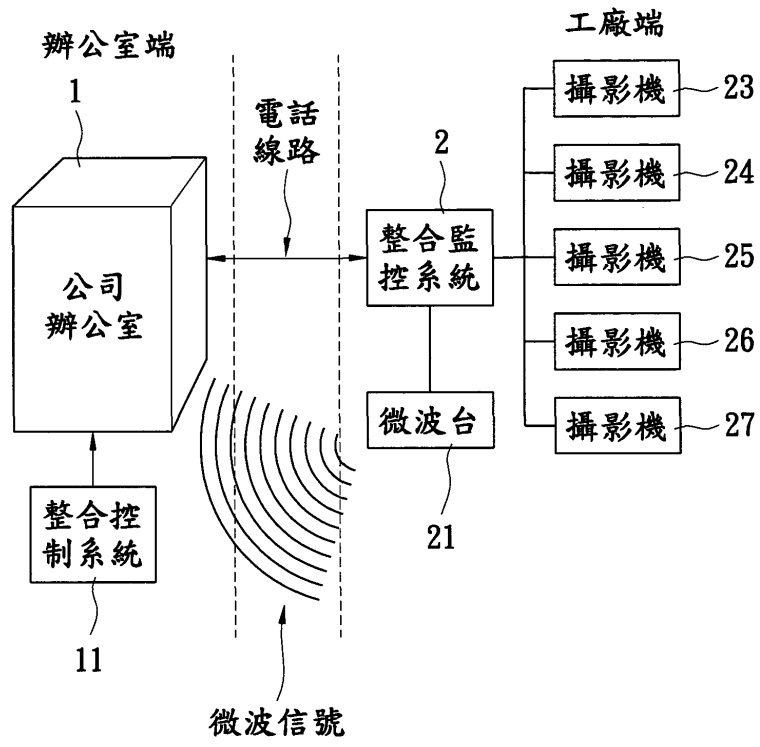 工廠端
辦公室端
1
電話
線路
2
攝影機
23
攝影機
24
整合監
控系統
攝影機
25
公司
辦公室
攝影機
26
微波台
攝影機
27
21
整合控
制系統
11
微波信號